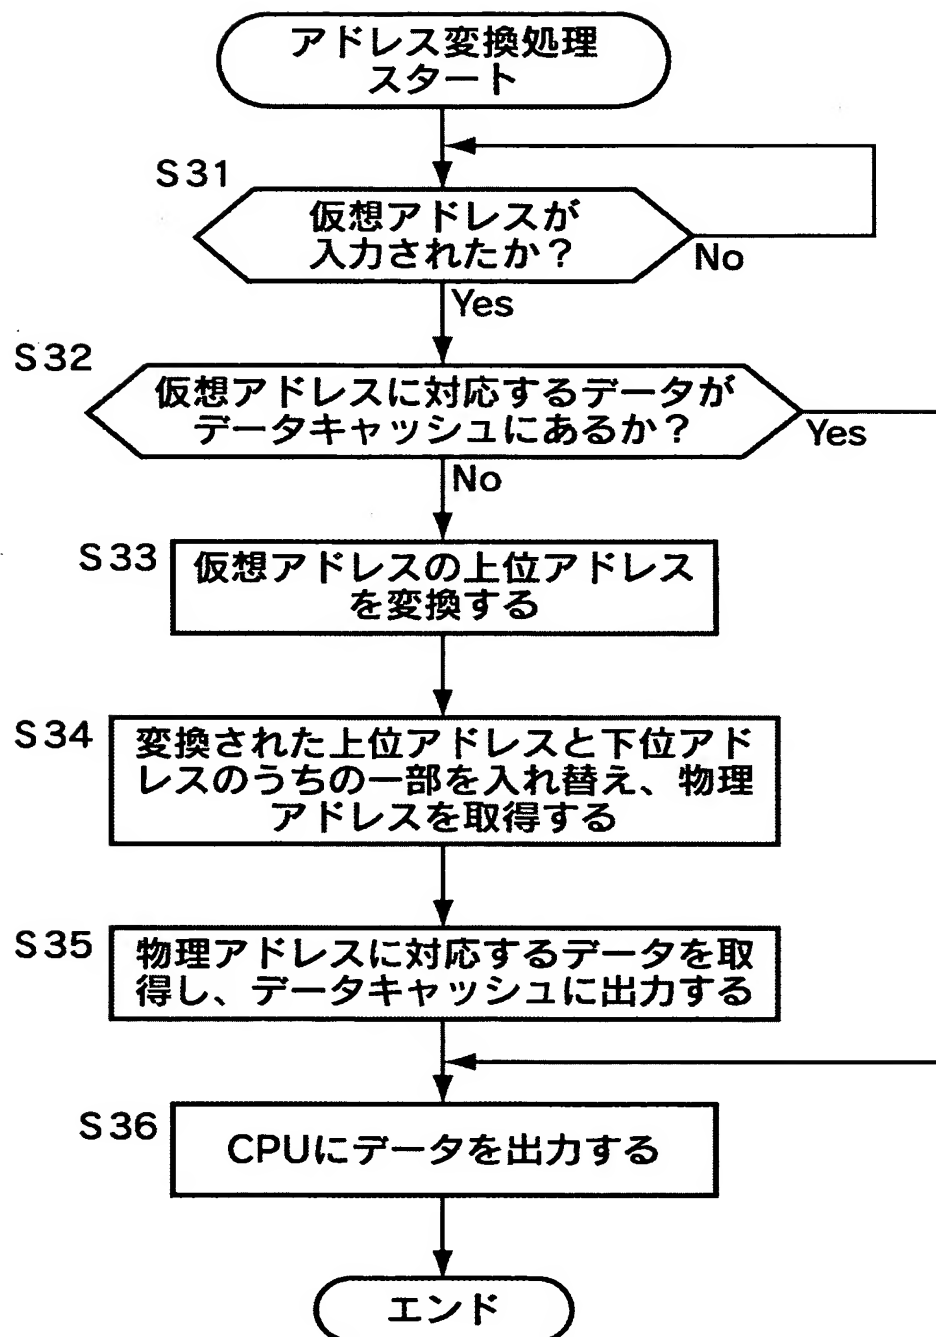 アドレス変換処理
スタート
S31
仮想アドレスが
入力されたか？
No
Yes
S32
仮想アドレスに対応するデータが
データキャッシュにあるか？
Yes
No
S33
仮想アドレスの上位アドレス
を変換する
S34
変換された上位アドレスと下位アド
レスのうちの一部を入れ替え、物理
アドレスを取得する
S35
物理アドレスに対応するデータを取
得し、データキャッシュに出力する
S36
CPUにデータを出力する
エンド